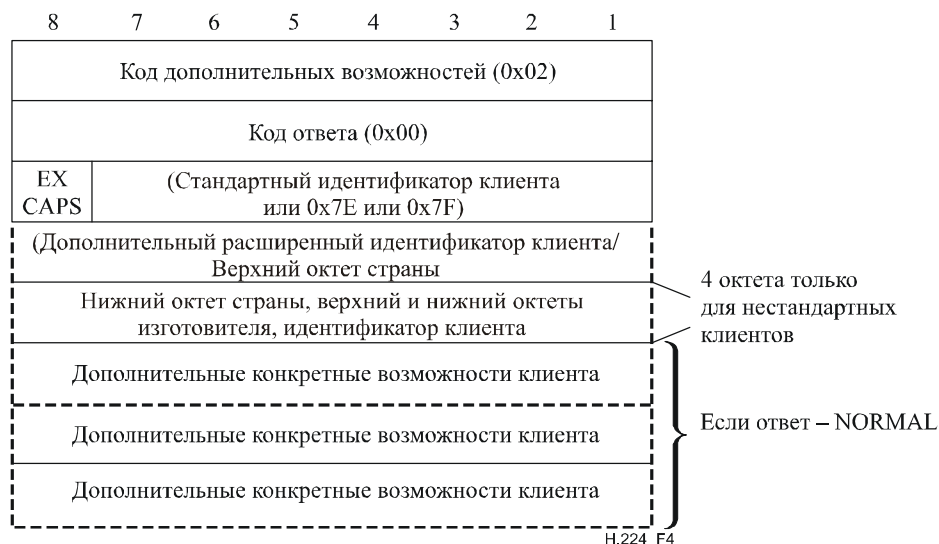 8 7 6 5 4 3 2 1
Код дополнительных возможностей (0x02)
Код ответа (0x00)
EX
CAPS
(Стандартный идентификатор клиента
или 0x7E или 0x7F)
(Дополнительный расширенный идентификатор клиента/
Верхний октет страны
Нижний октет страны, верхний и нижний октеты
изготовителя, идентификатор клиента
4 октета только
для нестандартных
клиентов
Дополнительные конкретные возможности клиента
Дополнительные конкретные возможности клиента
Дополнительные конкретные возможности клиента
Если ответ – NORMAL
H.224_F4